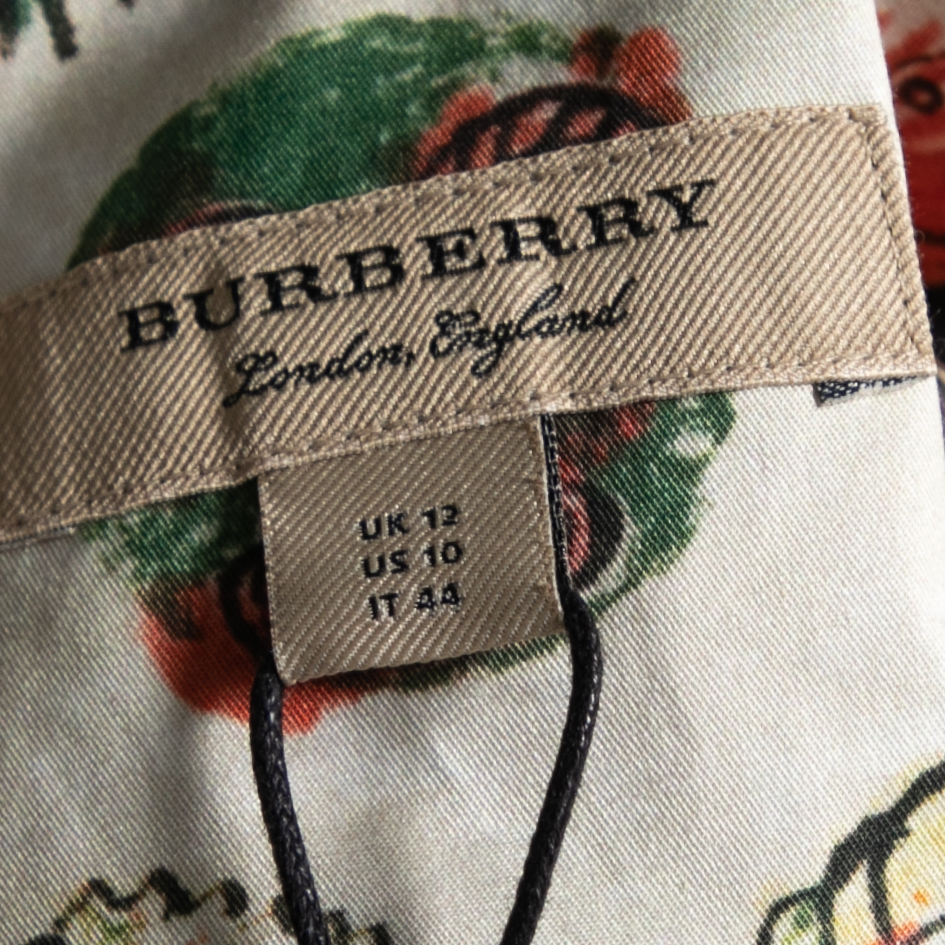 BURBERRY
London, England
UK 12
US 10
IT 44